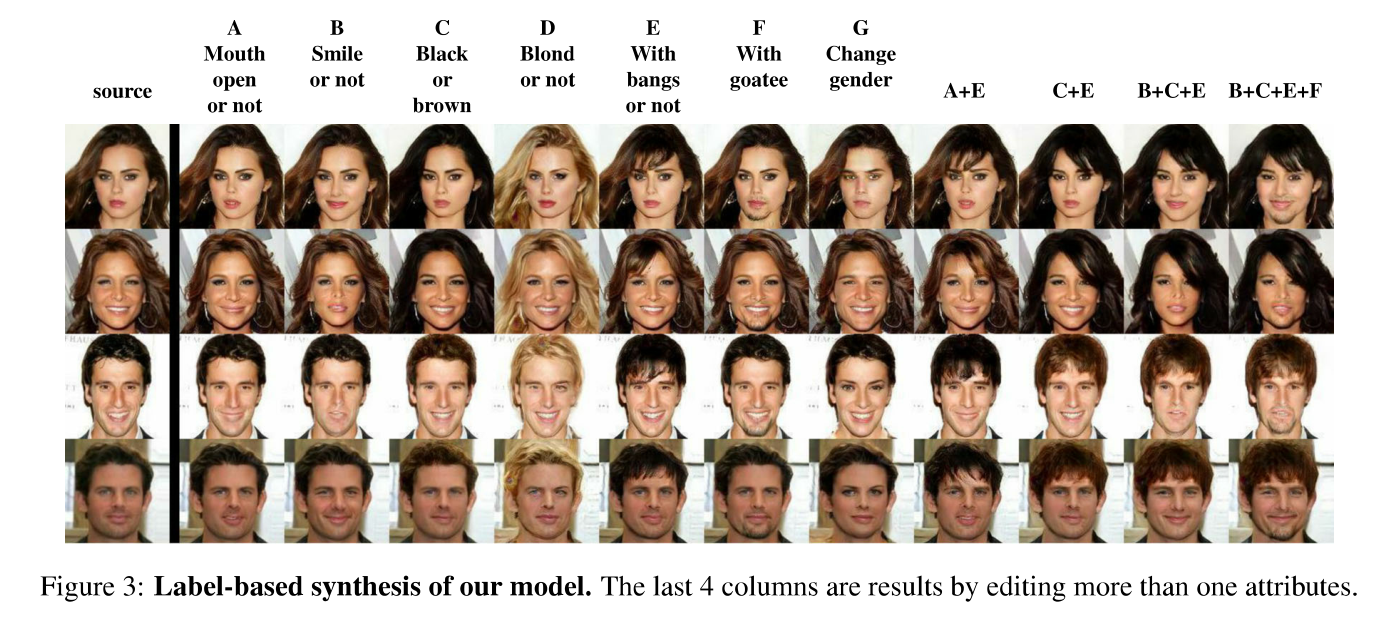 source
A
Mouth
open
or not
B
Smile
or not
C
Black
or
brown
D
Blond
or not
E
With
bangs
or not
F
With
goatee
G
Change
gender
A+E
C+E
B+C+E
B+C+E+F
Figure 3: Label-based synthesis of our model. The last 4 columns are results by editing more than one attributes.